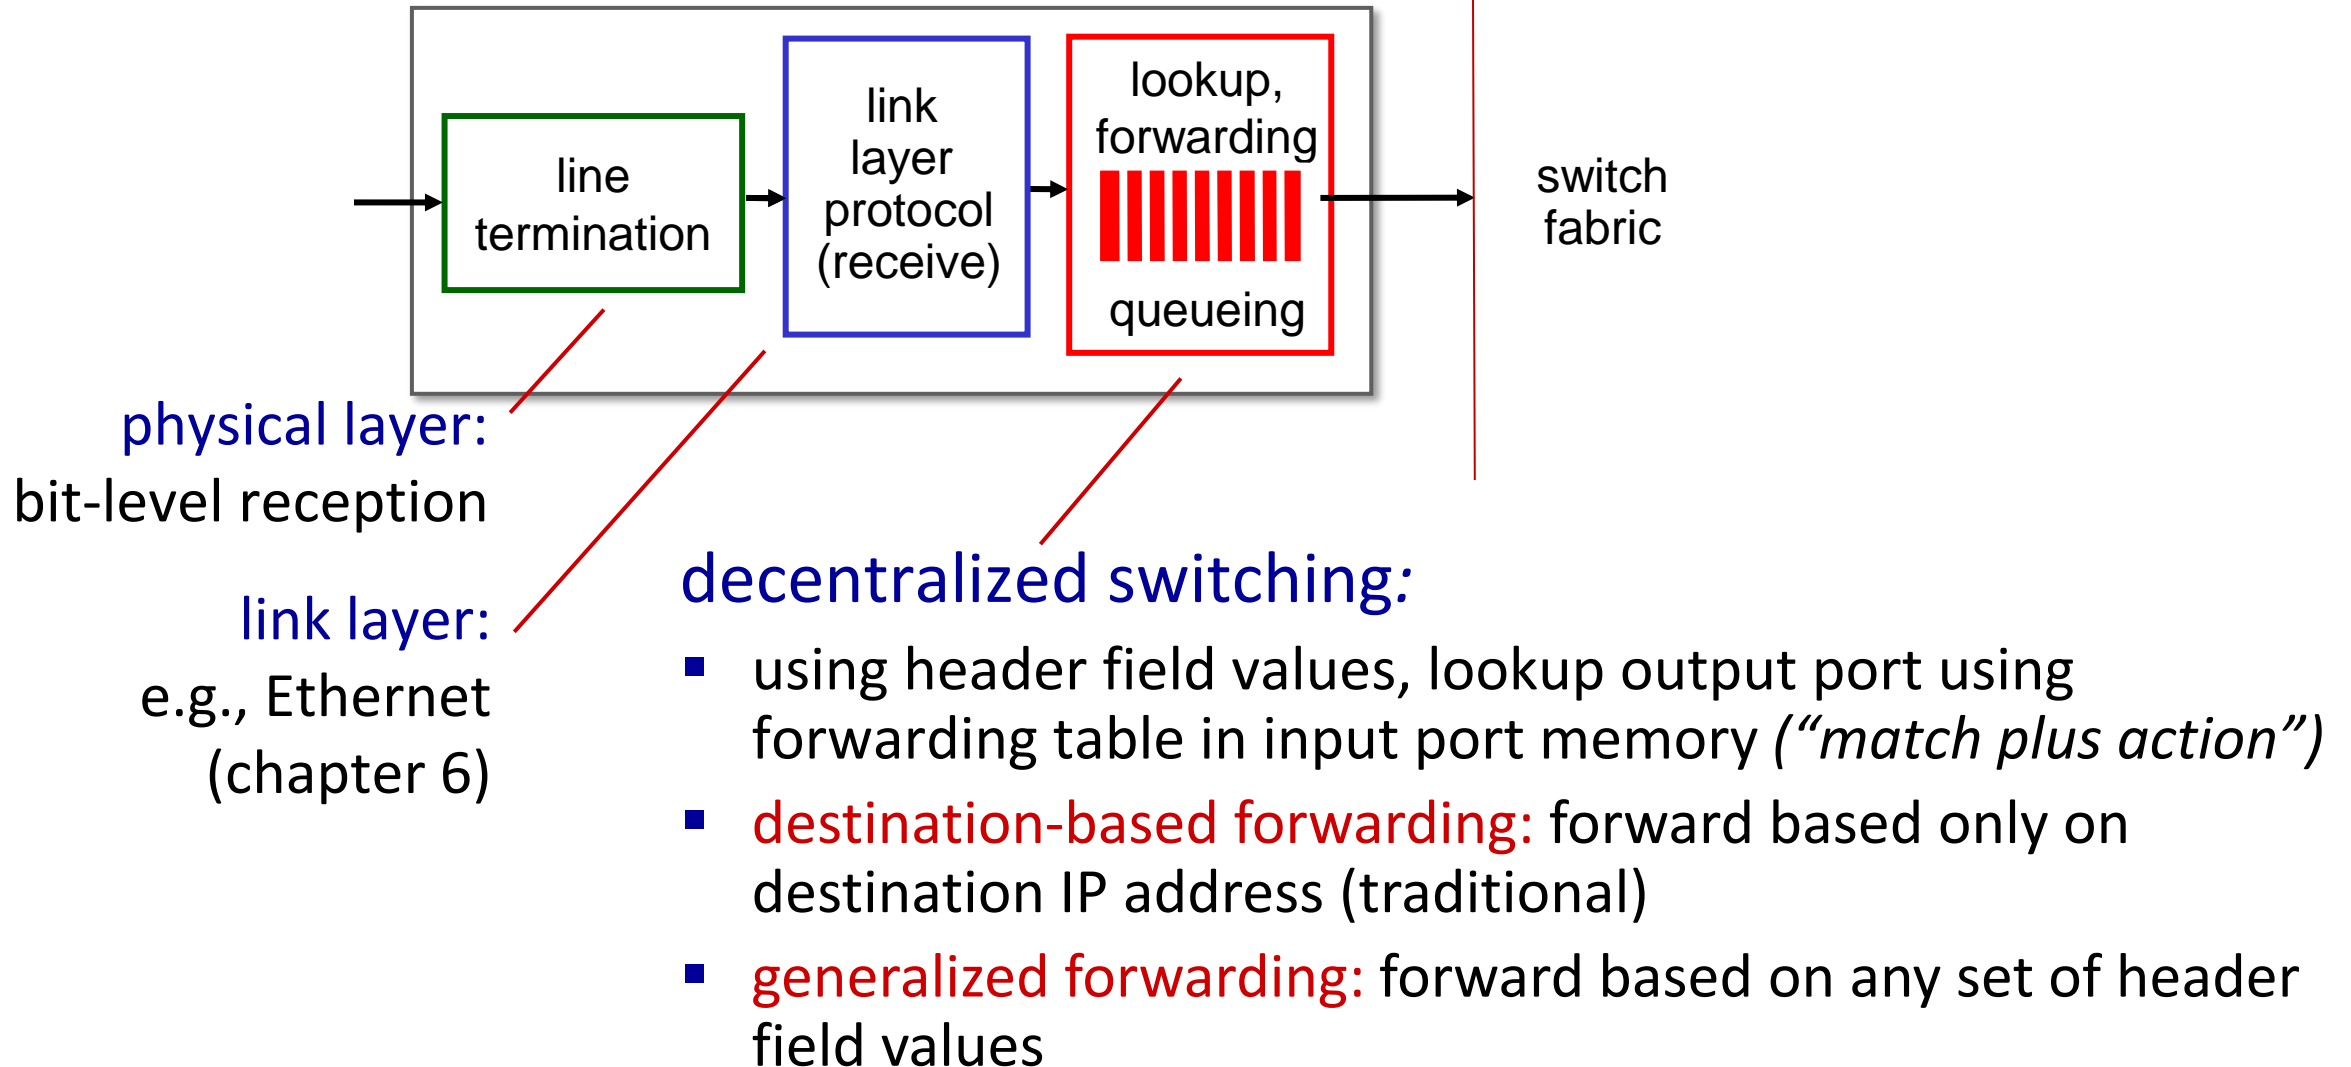 line
termination
link
layer
protocol
(receive)
lookup,
forwarding
queueing
switch
fabric
physical layer:
bit-level reception
link layer:
e.g., Ethernet
(chapter 6)
decentralized switching:
▪ using header field values, lookup output port using
forwarding table in input port memory (“match plus action”)
▪ destination-based forwarding: forward based only on
destination IP address (traditional)
▪ generalized forwarding: forward based on any set of header
field values